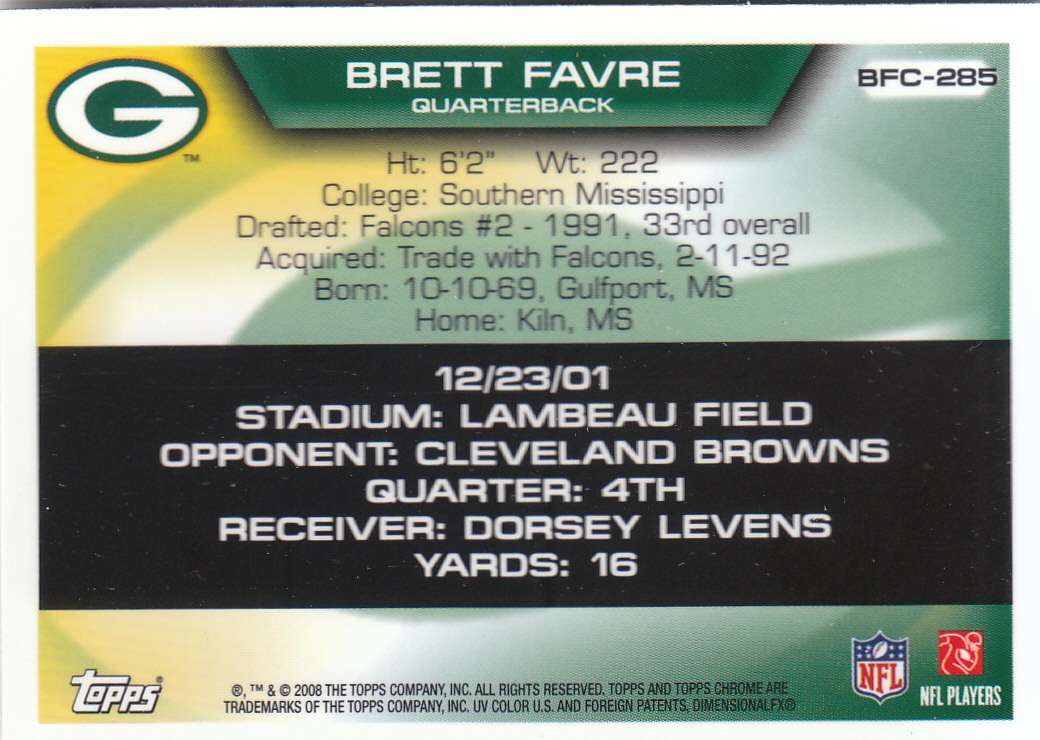 G
TM
BRETT FAVRE
QUARTERBACK
BFC-285
Ht: 6'2" Wt: 222
College: Southern Mississippi
Drafted: Falcons #2 - 1991, 33rd overall
Acquired: Trade with Falcons, 2-11-92
Born: 10-10-69, Gulfport, MS
Home: Kiln, MS
12/23/01
STADIUM: LAMBEAU FIELD
OPPONENT: CLEVELAND BROWNS
QUARTER: 4TH
RECEIVER: DORSEY LEVENS
YARDS: 16
Topps®
®, ™ & © 2008 THE TOPPS COMPANY, INC. ALL RIGHTS RESERVED. TOPPS AND TOPPS CHROME ARE
TRADEMARKS OF THE TOPPS COMPANY, INC. UV COLOR U.S. AND FOREIGN PATENTS, DIMENSIONALFX®
NFL
NFL PLAYERS